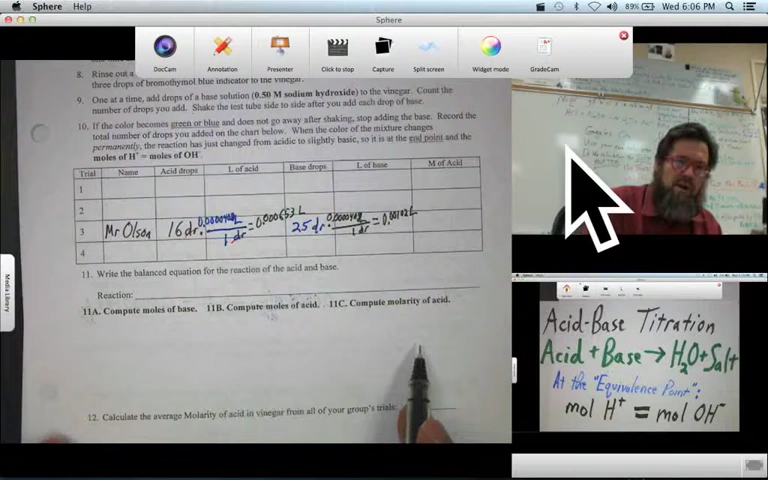 Sphere Help
89% Wed 6:06 PM
Sphere
DocCam Annotation Presenter Click to stop Capture Split screen Widget mode GradeCam
8. Rinse out a
three drops of bromothymol blue indicator to the vinegar.
9. One at a time, add drops of a base solution (0.50 M sodium hydroxide) to the vinegar. Count the
number of drops you add. Shake the test tube side to side after you add each drop of base.
10. If the color becomes green or blue and does not go away after shaking, stop adding the base. Record the
total number of drops you added on the chart below. When the color of the mixture changes
permanently, the reaction has just changed from acidic to slightly basic, so it is at the end point and the
moles of H⁺ = moles of OH⁻
Trial Name Acid drops L of acid Base drops L of base M of Acid
1
2
3 Mr Olson 16 dr. /1 dr = 0.000653 L 25 dr. /1 dr = 0.00102 L
4
11. Write the balanced equation for the reaction of the acid and base.
Reaction:
11A. Compute moles of base. 11B. Compute moles of acid. 11C. Compute molarity of acid.
12. Calculate the average Molarity of acid in vinegar from all of your group's trials:
Media Library
Acid-Base Titration
Acid + Base → H₂O + Salt
At the "Equivalence Point":
mol H⁺ = mol OH⁻